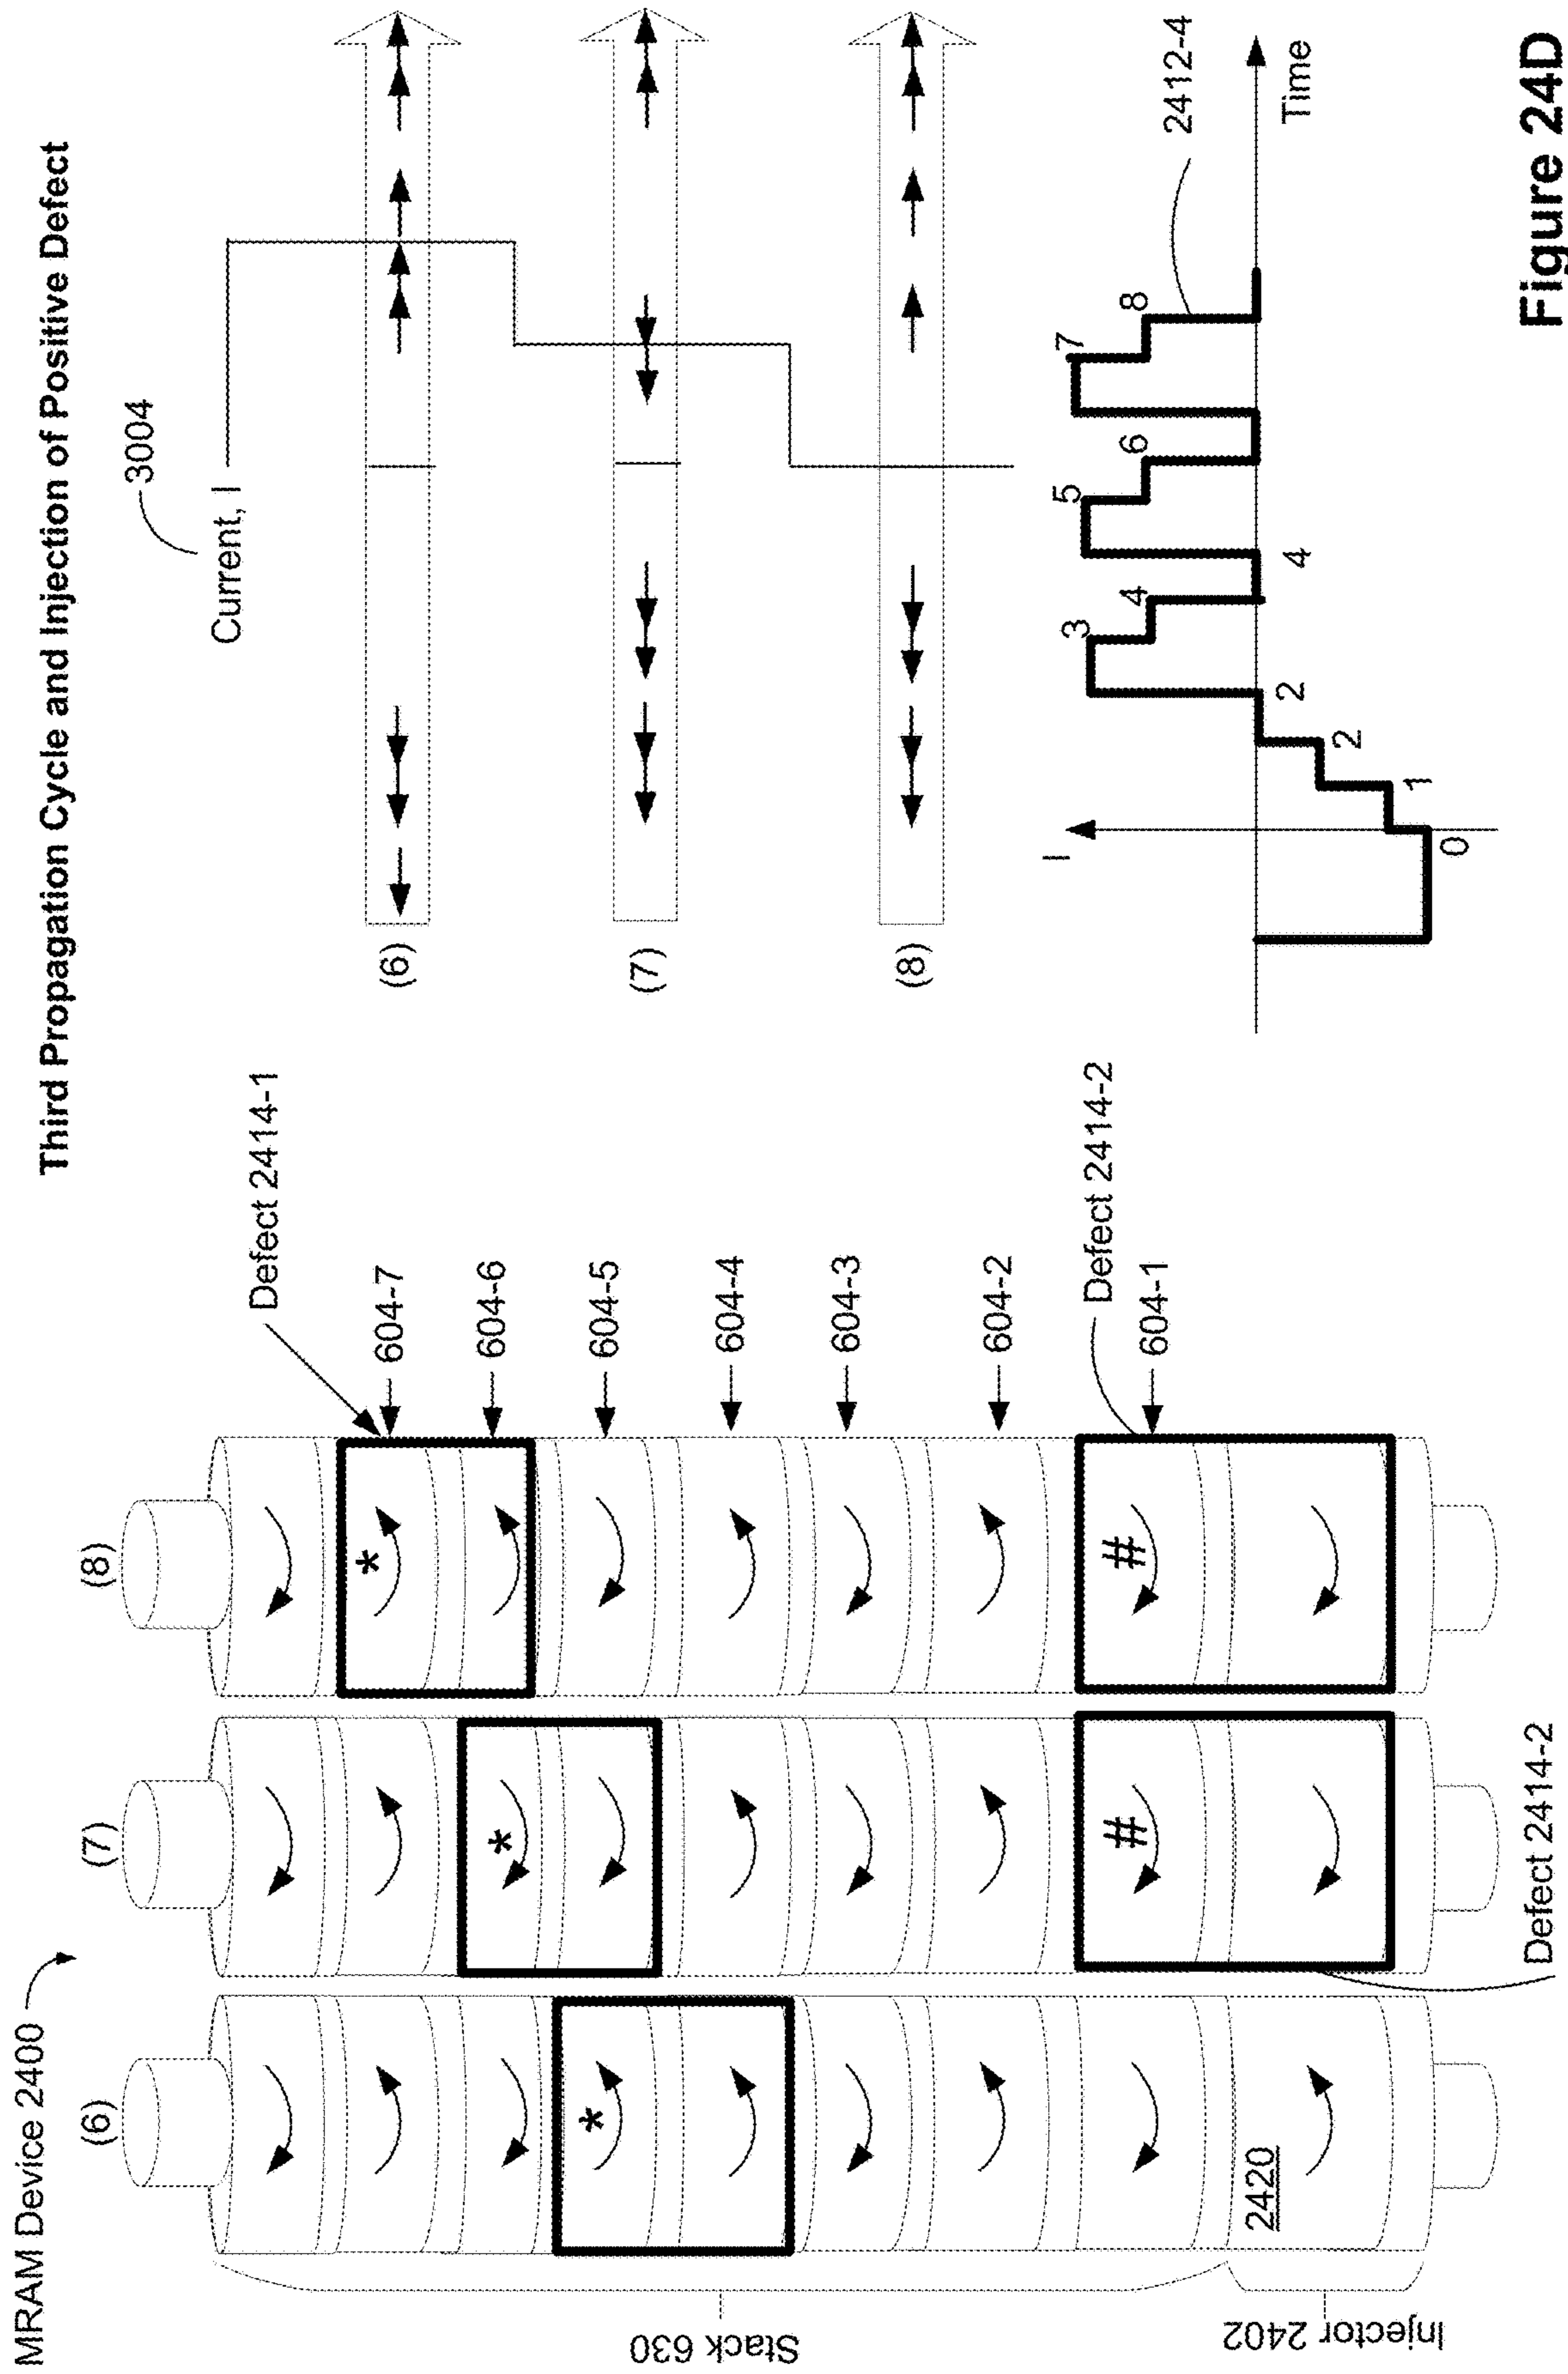 Third Propagation Cycle and Injection of Positive Defect
MRAM Device 2400
(6)
(7)
(8)
Defect 2414-1
604-7
604-6
604-5
604-4
604-3
604-2
Defect 2414-2
604-1
*
*
*
#
#
2420
Stack 630
Injector 2402
Defect 2414-2
3004
Current, I
(6)
(7)
(8)
I
0
1
2
2
3
4
4
5
6
7
8
2412-4
Time
Figure 24D